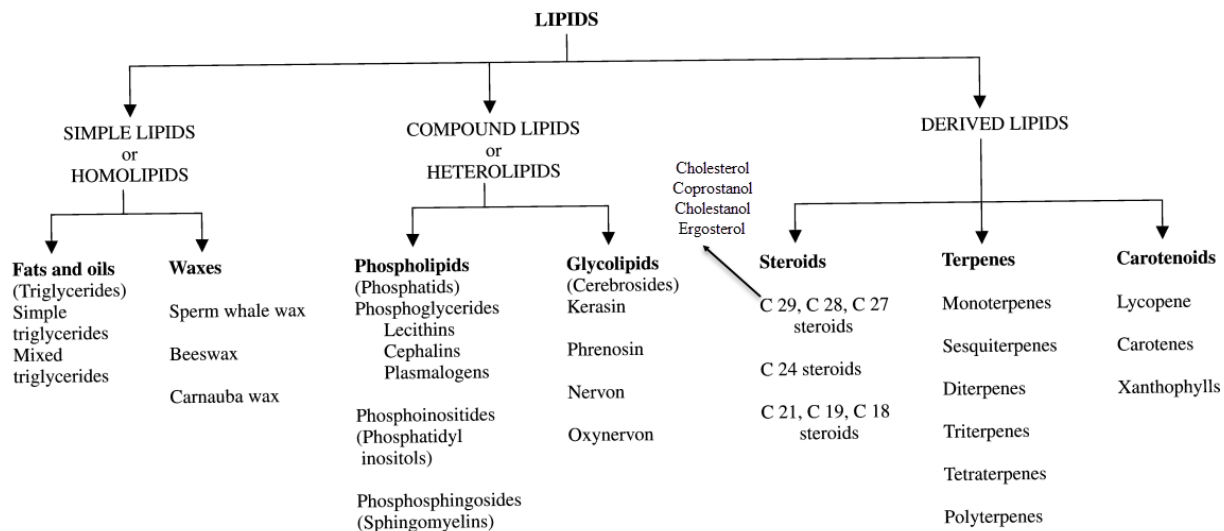 LIPIDS
SIMPLE LIPIDS
or
HOMOLIPIDS
COMPOUND LIPIDS
or
HETEROLIPIDS
DERIVED LIPIDS
Cholesterol
Coprostanol
Cholestanol
Ergosterol
Fats and oils
(Triglycerides)
Simple
triglycerides
Mixed
triglycerides
Waxes
Sperm whale wax
Beeswax
Carnauba wax
Phospholipids
(Phosphatids)
Phosphoglycerides
Lecithins
Cephalins
Plasmalogens
Phosphoinositides
(Phosphatidyl
inositols)
Phosphosphingosides
(Sphingomyelins)
Glycolipids
(Cerebrosides)
Kerasin
Phrenosin
Nervon
Oxynervon
Steroids
C 29, C 28, C 27
steroids
C 24 steroids
C 21, C 19, C 18
steroids
Terpenes
Monoterpenes
Sesquiterpenes
Diterpenes
Triterpenes
Tetraterpenes
Polyterpenes
Carotenoids
Lycopene
Carotenes
Xanthophylls